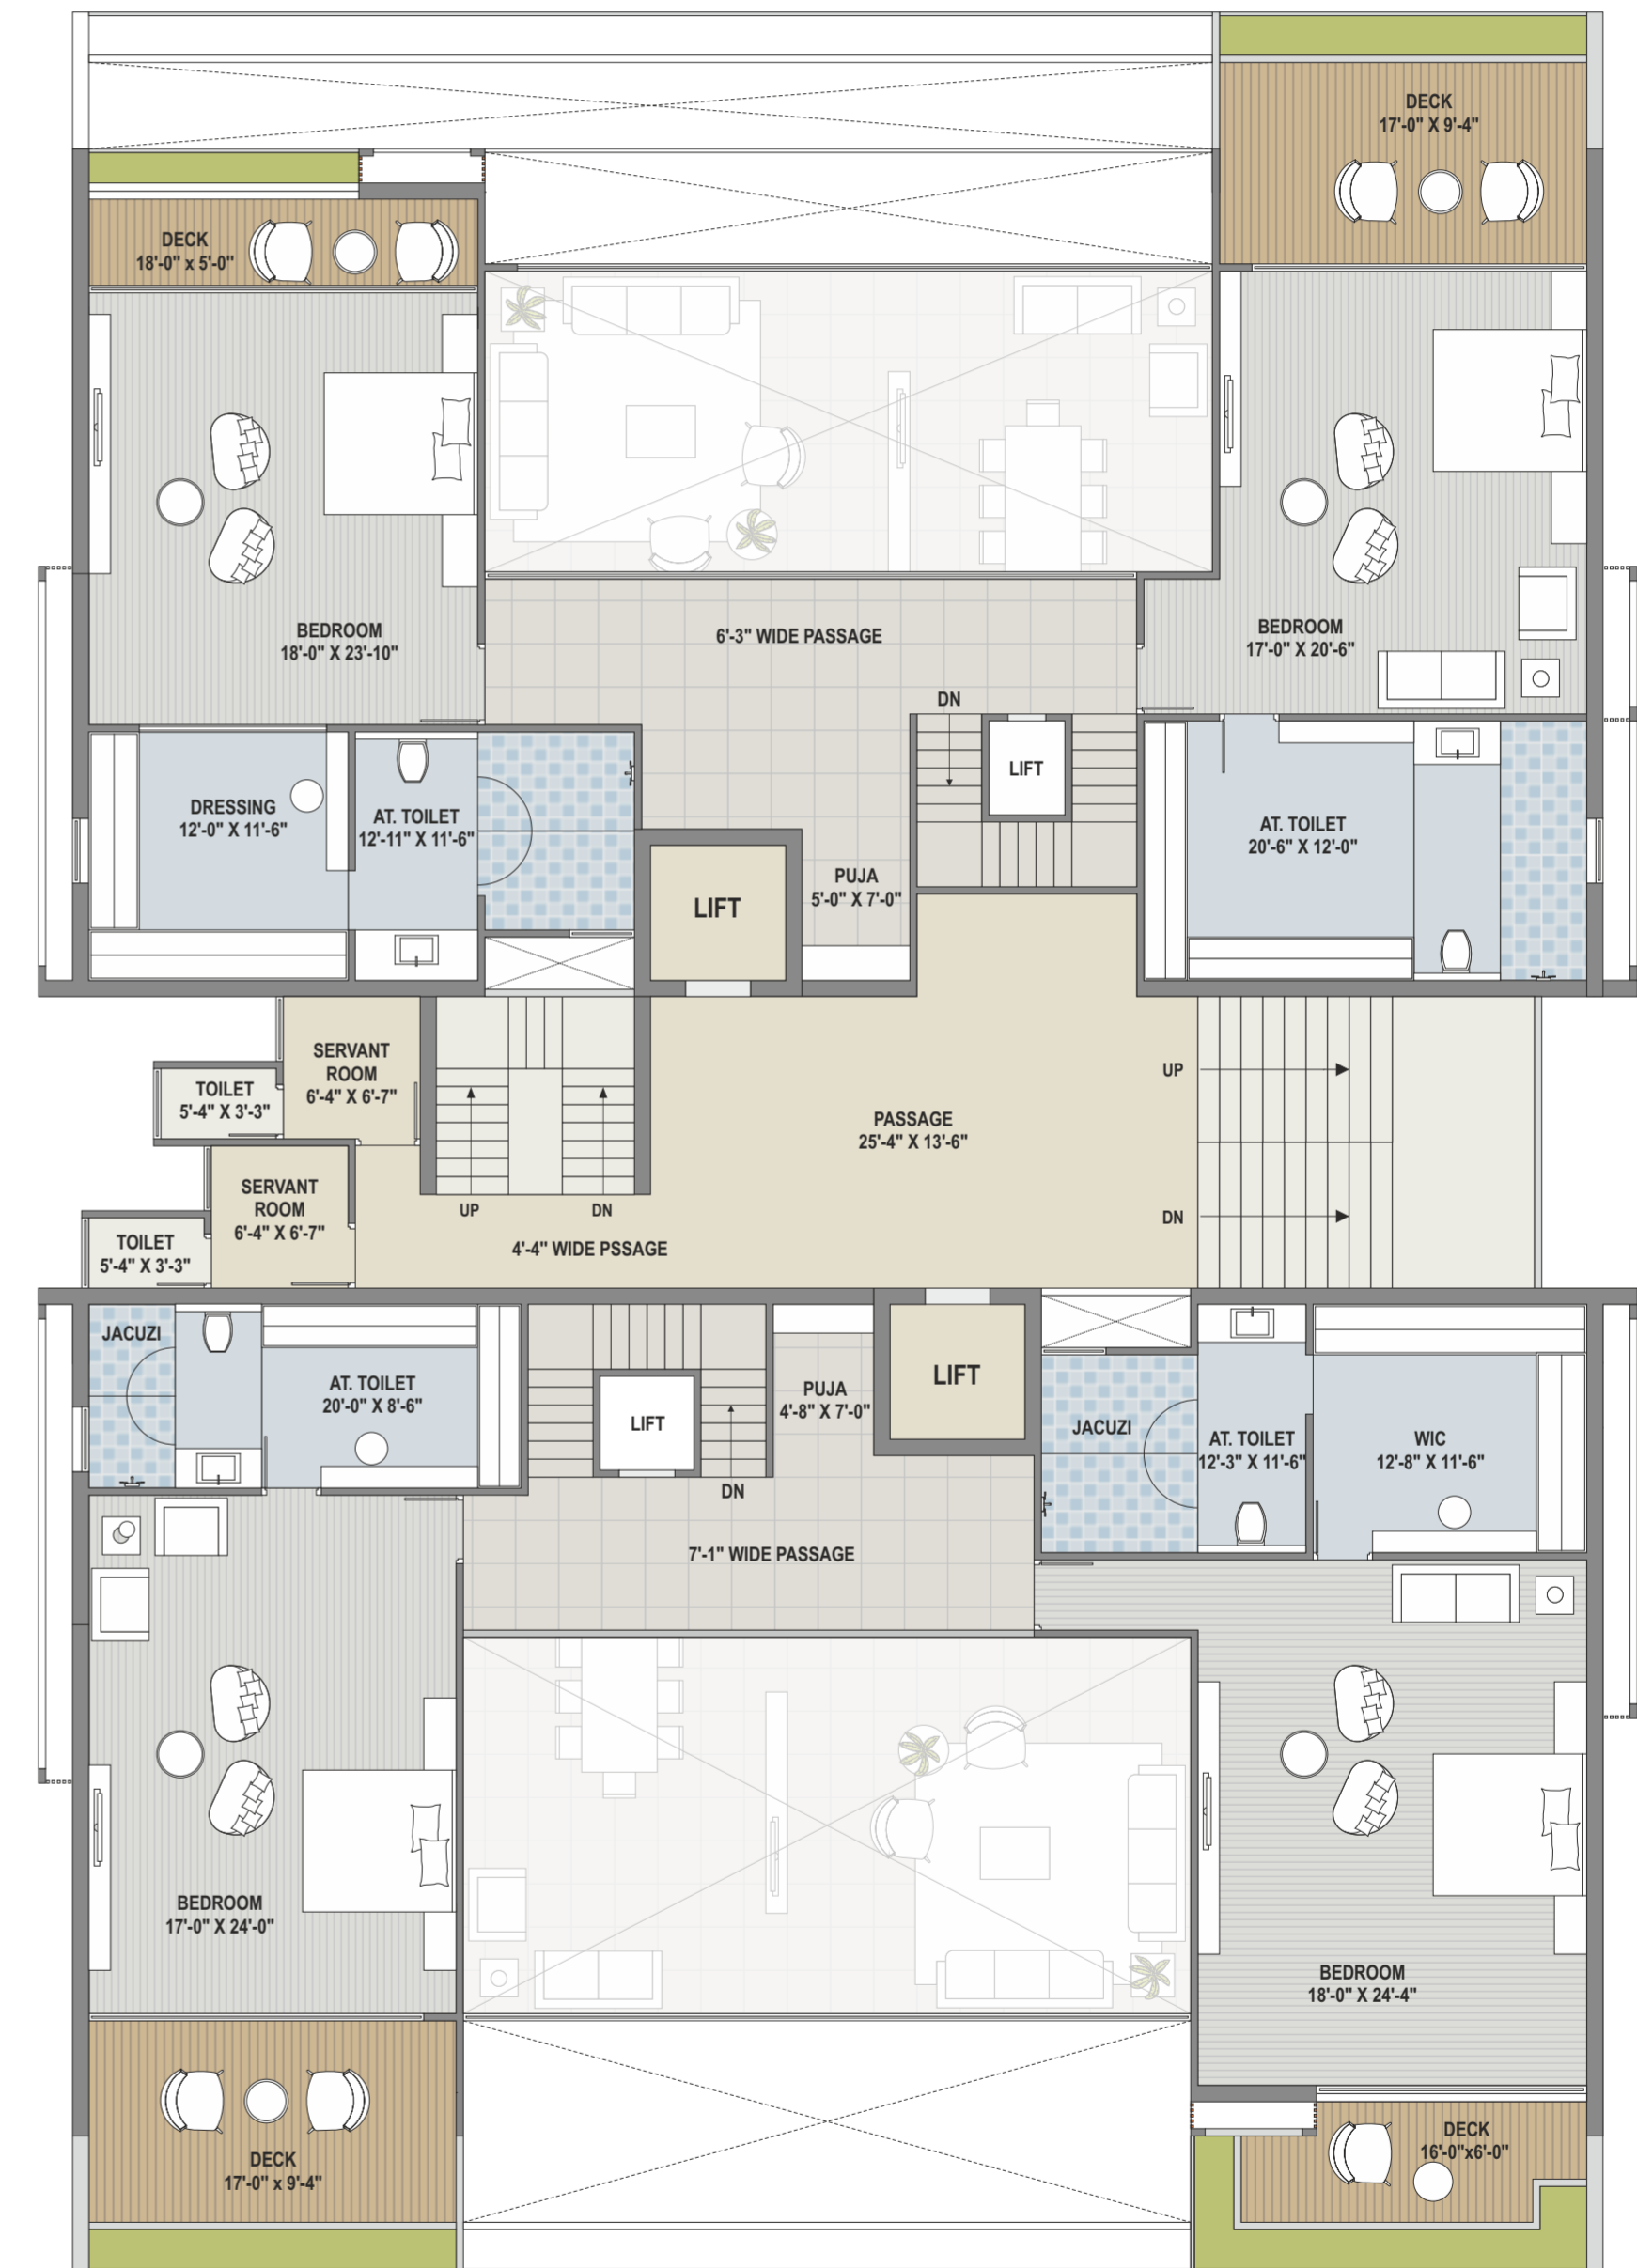 DECK
17'-0" X 9'-4"
DECK
18'-0" x 5'-0"
BEDROOM
18'-0" X 23'-10"
6'-3" WIDE PASSAGE
BEDROOM
17'-0" X 20'-6"
DN
LIFT
DRESSING
12'-0" X 11'-6"
AT. TOILET
12'-11" X 11'-6"
AT. TOILET
20'-6" X 12'-0"
PUJA
5'-0" X 7'-0"
LIFT
SERVANT
ROOM
6'-4" X 6'-7"
TOILET
5'-4" X 3'-3"
UP
PASSAGE
25'-4" X 13'-6"
SERVANT
ROOM
6'-4" X 6'-7"
UP
DN
DN
TOILET
5'-4" X 3'-3"
4'-4" WIDE PSSAGE
JACUZI
AT. TOILET
20'-0" X 8'-6"
LIFT
PUJA
4'-8" X 7'-0"
LIFT
JACUZI
AT. TOILET
12'-3" X 11'-6"
WIC
12'-8" X 11'-6"
DN
7'-1" WIDE PASSAGE
BEDROOM
17'-0" X 24'-0"
BEDROOM
18'-0" X 24'-4"
DECK
17'-0" x 9'-4"
DECK
16'-0"x6'-0"